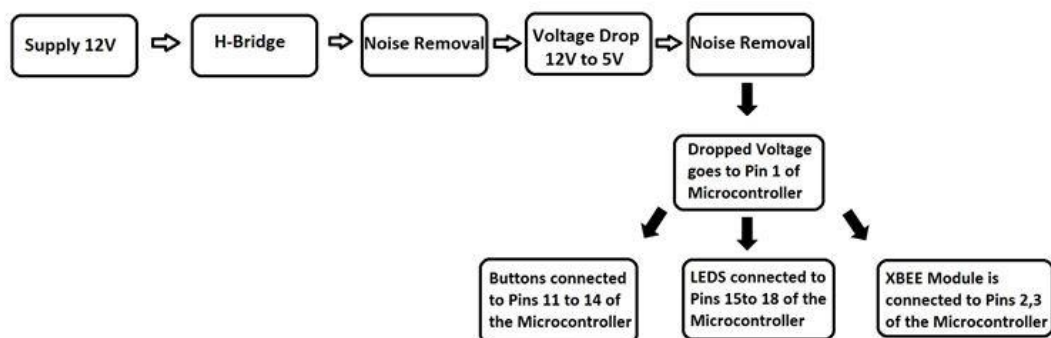 Supply 12V
H-Bridge
Noise Removal
Voltage Drop
12V to 5V
Noise Removal
Dropped Voltage
goes to Pin 1 of
Microcontroller
Buttons connected
to Pins 11 to 14 of
the Microcontroller
LEDS connected to
Pins 15to 18 of the
Microcontroller
XBEE Module is
connected to Pins 2,3
of the Microcontroller